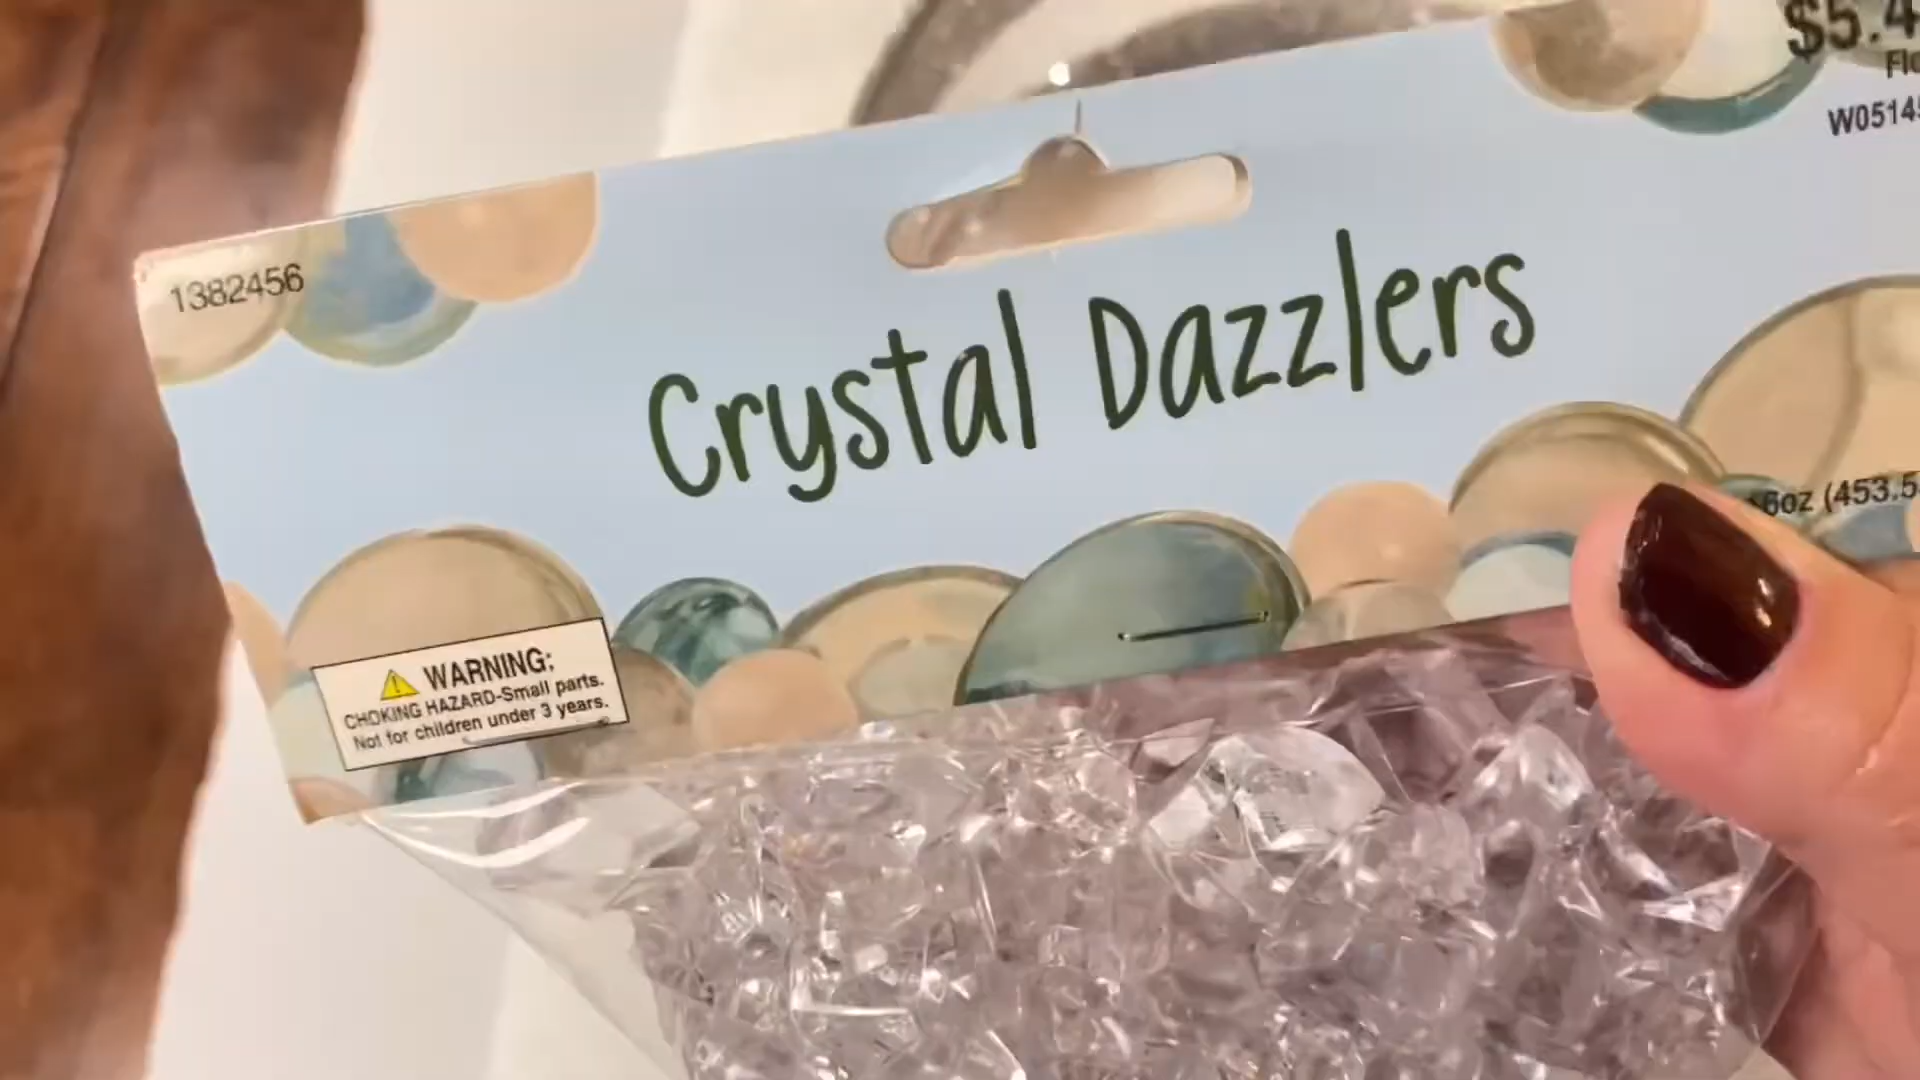 $5.4
FLO
W0514
1382456
Crystal Dazzlers
6oz (453.5
WARNING:
CHOKING HAZARD-Small parts.
Not for children under 3 years.